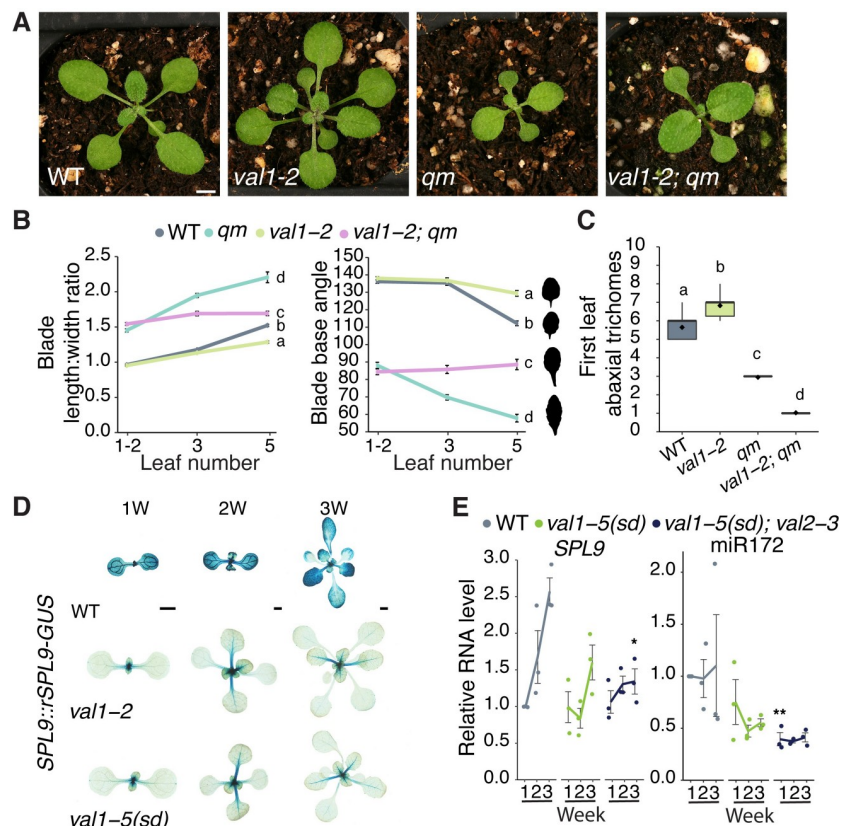 A
WT
val1-2
qm
val1-2; qm
B
WT qm val1–2 val1–2; qm
Blade
length:width ratio
2.5
2.0
1.5
1.0
0.5
0.0
d
c
b
a
1-2 3 5
Leaf number
Blade base angle
140
130
120
110
100
90
80
70
60
50
a
b
c
d
1-2 3 5
Leaf number
C
First leaf
abaxial trichomes
10
9
8
7
6
5
4
3
2
1
a
b
c
d
WT
val1-2
qm
val1-2; qm
D
1W 2W 3W
SPL9::rSPL9-GUS
WT
val1–2
val1–5(sd)
E
WT val1–5(sd) val1–5(sd); val2–3
SPL9 miR172
Relative RNA level
3.0
2.5
2.0
1.5
1.0
0.5
0.0
*
123 123 123
Week
2.0
1.5
1.0
0.5
0.0
**
123 123 123
Week